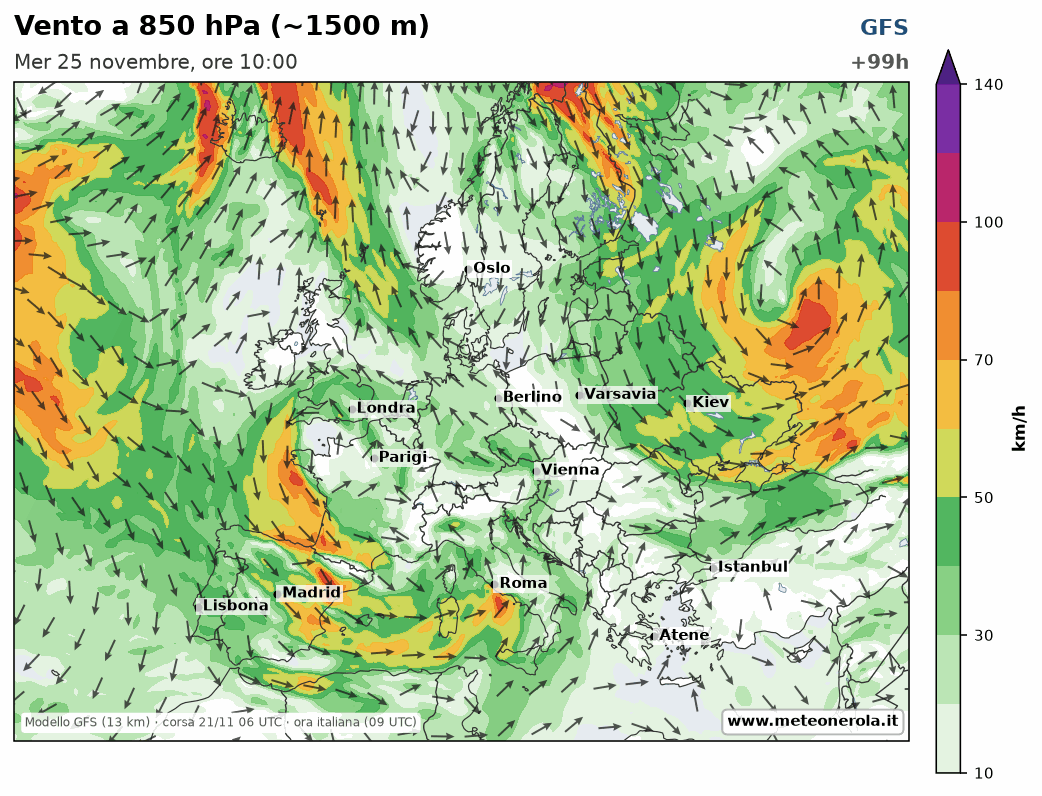 Vento a 850 hPa (~1500 m)
GFS
Mer 25 novembre, ore 10:00
+99h
140
100
70
50
30
10
km/h
Oslo
Berlino
Varsavia
Kiev
Londra
Parigi
Vienna
Istanbul
Roma
Madrid
Lisbona
Atene
Modello GFS (13 km) · corsa 21/11 06 UTC · ora italiana (09 UTC)
www.meteonerola.it